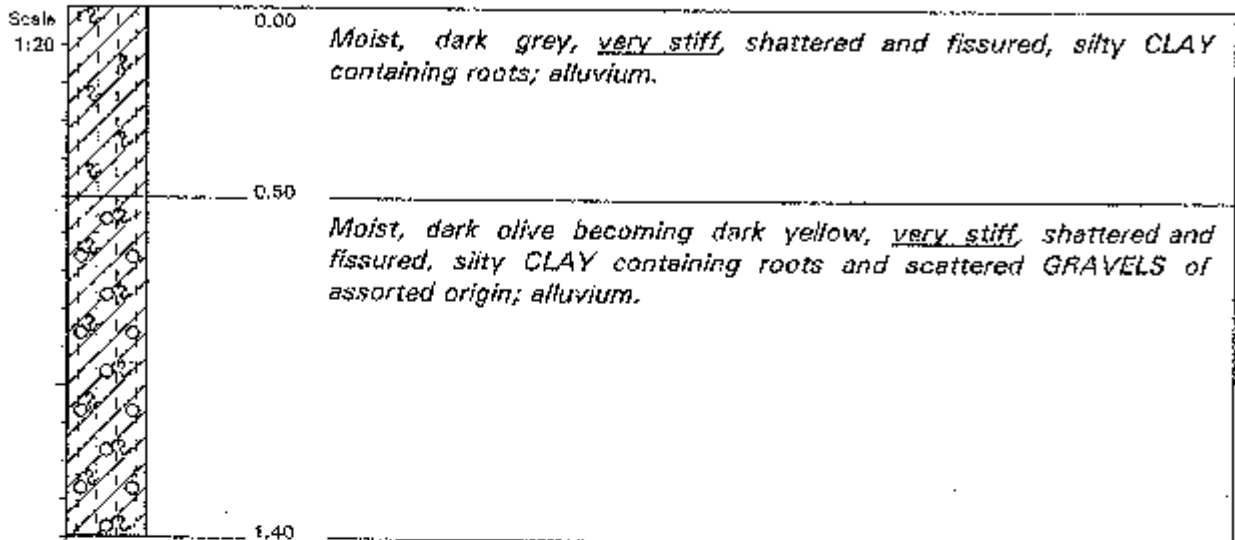 Scale
1:20
0.00
Moist, dark grey, very stiff, shattered and fissured, silty CLAY
containing roots; alluvium.
0.50
Moist, dark olive becoming dark yellow, very stiff, shattered and
fissured, silty CLAY containing roots and scattered GRAVELS of
assorted origin; alluvium.
1.40